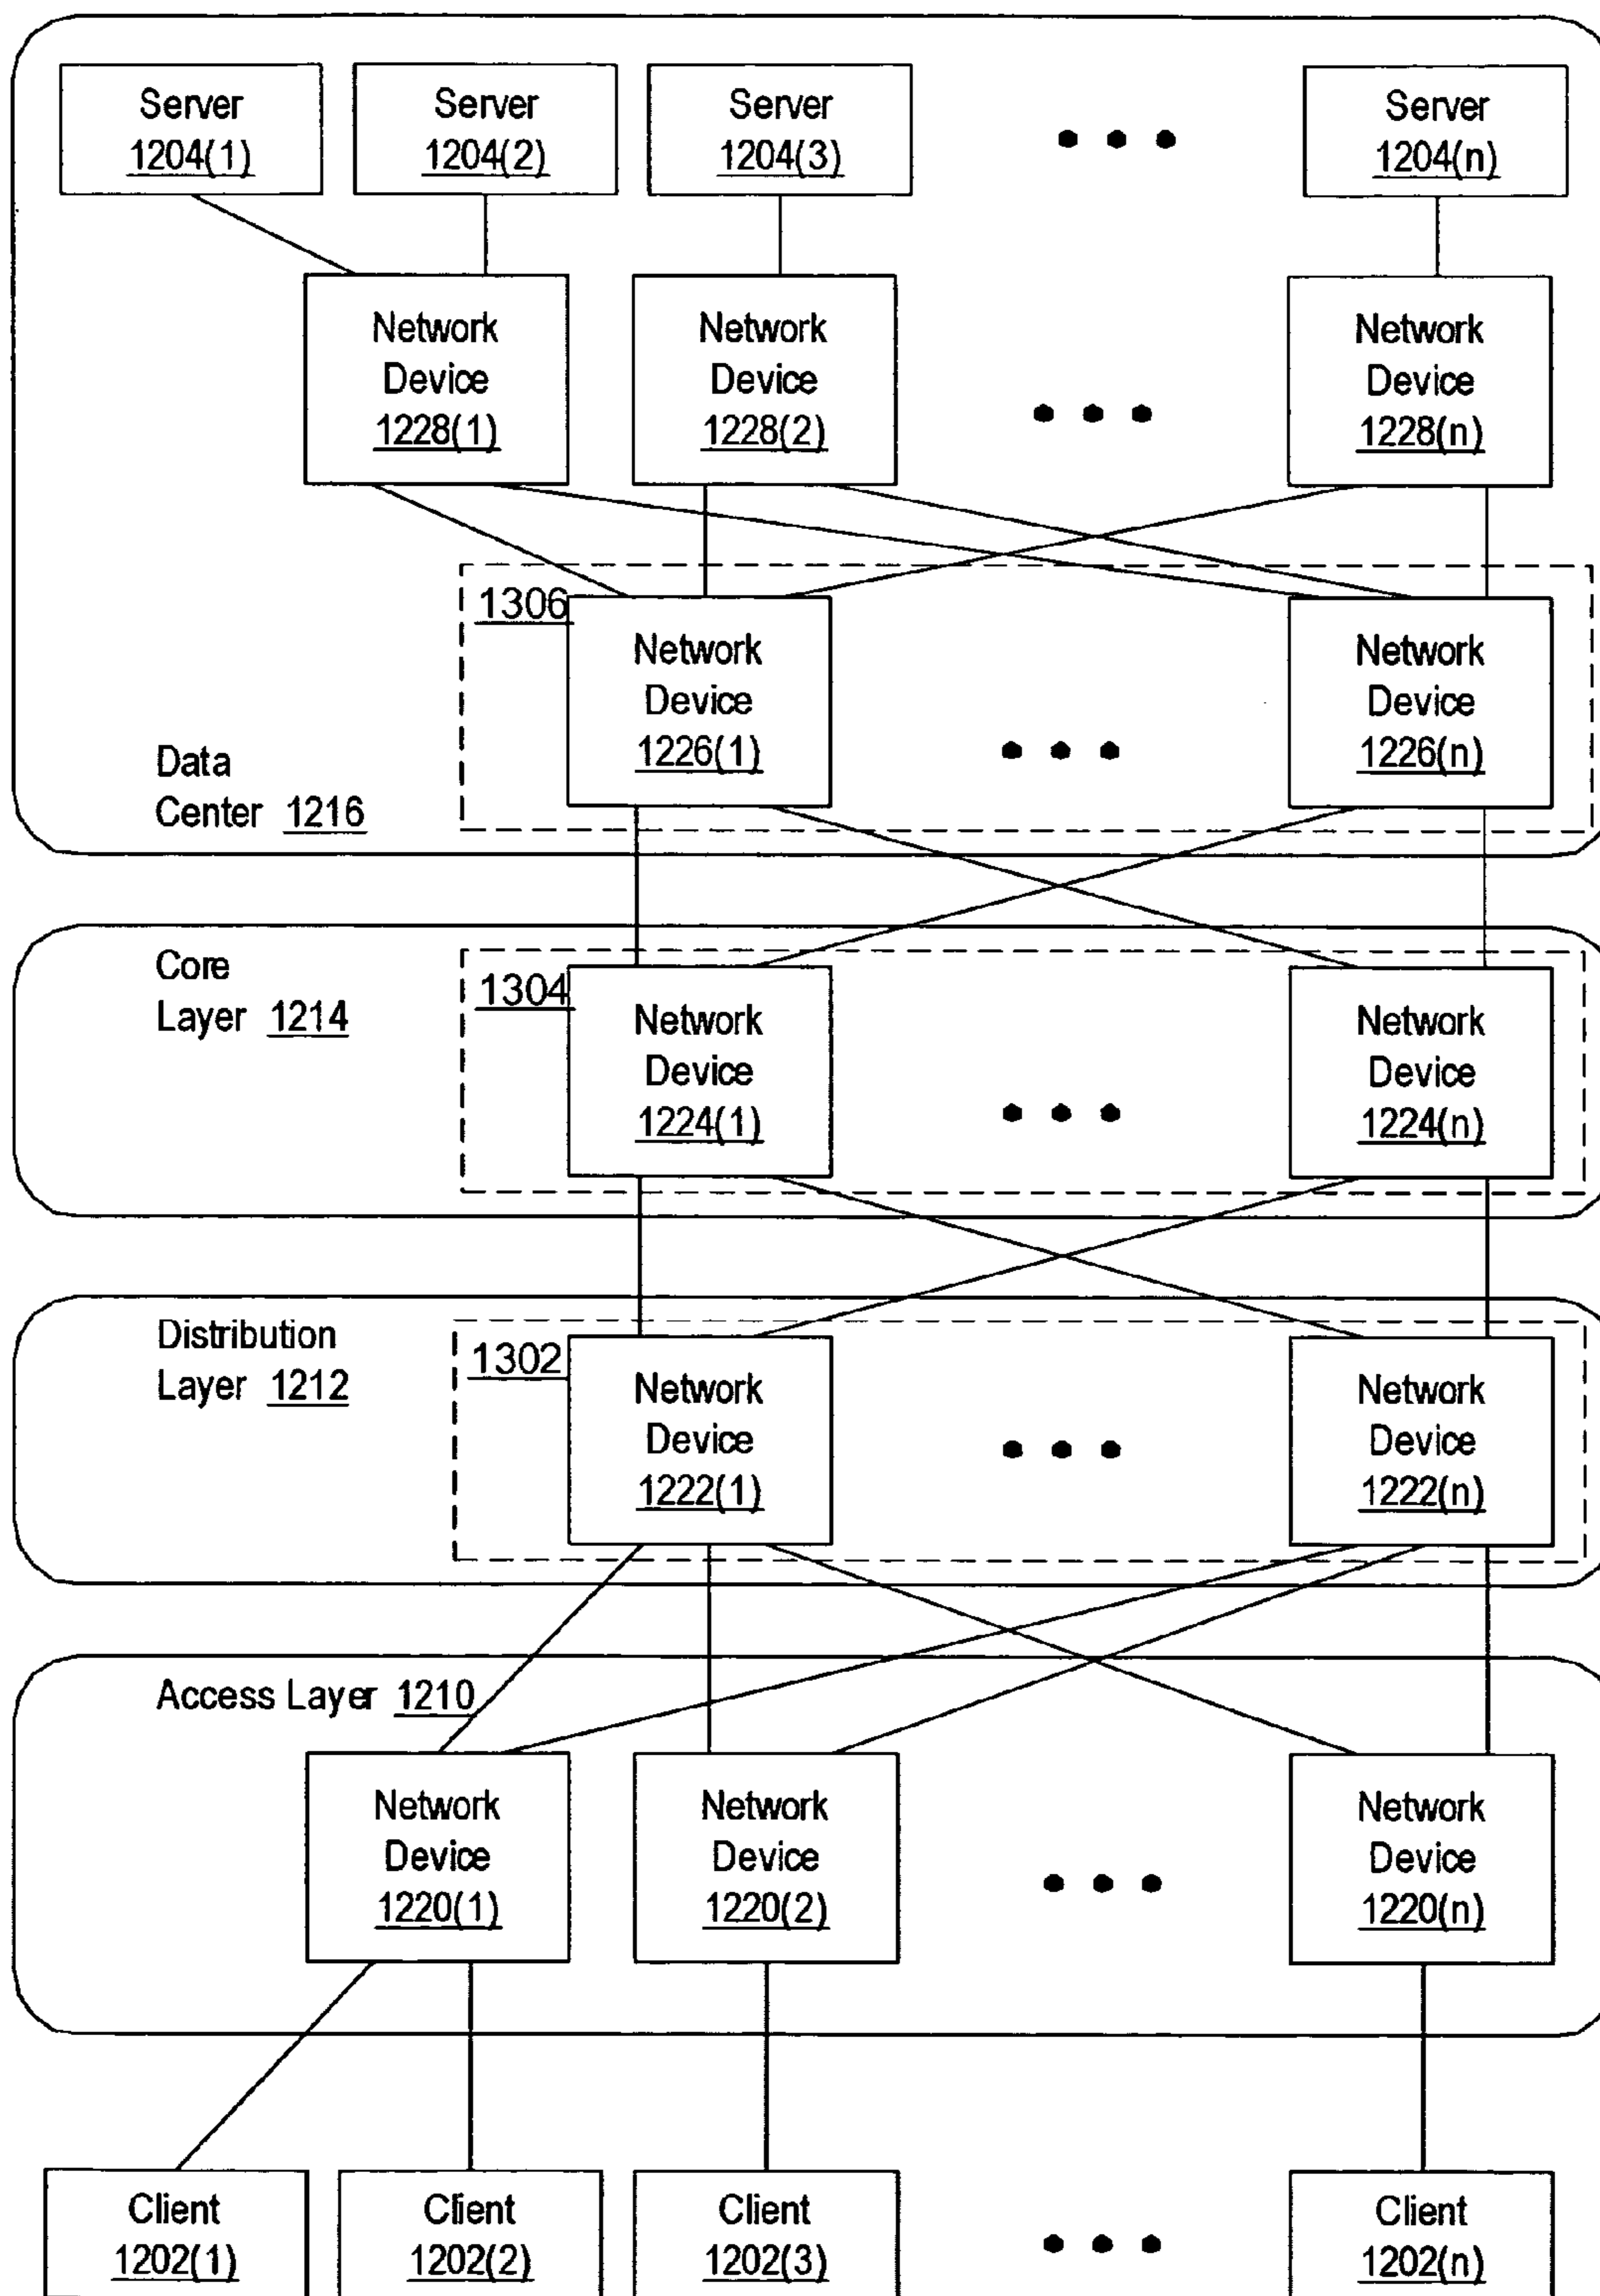 Server
1204(1)
Server
1204(2)
Server
1204(3)
Server
1204(n)
Network
Device
1228(1)
Network
Device
1228(2)
Network
Device
1228(n)
1306
Network
Device
1226(1)
Network
Device
1226(n)
Data
Center 1216
Core
Layer 1214
1304
Network
Device
1224(1)
Network
Device
1224(n)
Distribution
Layer 1212
1302
Network
Device
1222(1)
Network
Device
1222(n)
Access Layer 1210
Network
Device
1220(1)
Network
Device
1220(2)
Network
Device
1220(n)
Client
1202(1)
Client
1202(2)
Client
1202(3)
Client
1202(n)